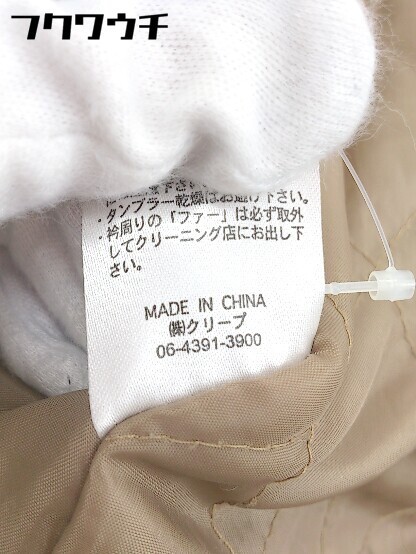 フクワウチ
・タンブラー乾燥はお避け下さい。
・衿周りの「ファー」は必ず取外
してクリーニング店にお出し下
さい。
MADE IN CHINA
㈱クリープ
06-4391-3900